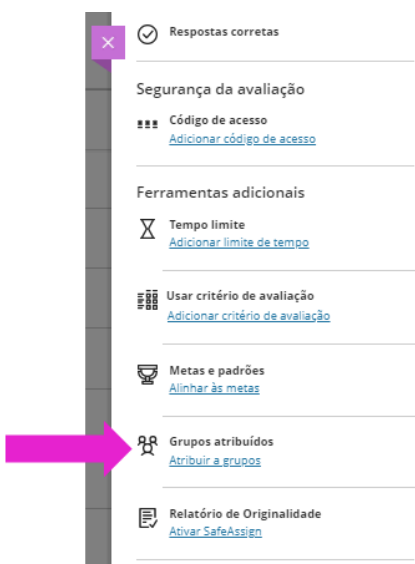 Respostas corretas
Segurança da avaliação
Código de acesso
Adicionar código de acesso
Ferramentas adicionais
Tempo limite
Adicionar limite de tempo
Usar critério de avaliação
Adicionar critério de avaliação
Metas e padrões
Alinhar às metas
Grupos atribuídos
Atribuir a grupos
Relatório de Originalidade
Ativar SafeAssign